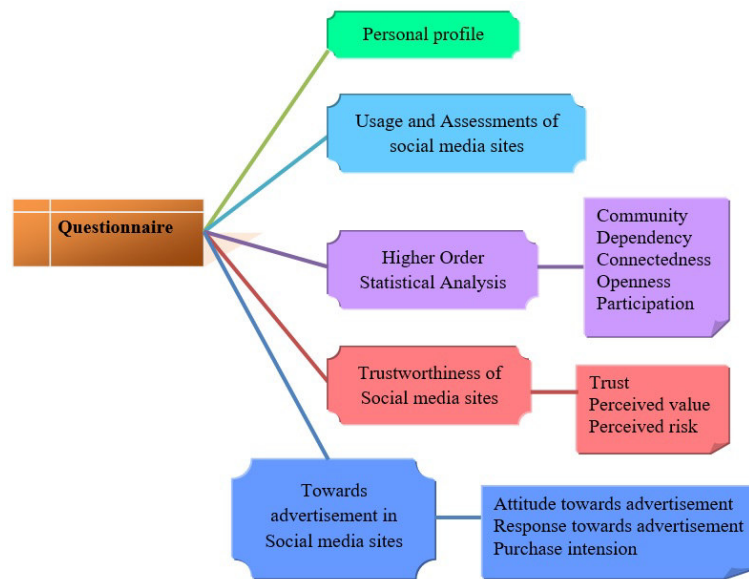 Personal profile
Usage and Assessments of
social media sites
Questionnaire
Higher Order
Statistical Analysis
Community
Dependency
Connectedness
Openness
Participation
Trustworthiness of
Social media sites
Trust
Perceived value
Perceived risk
Towards
advertisement in
Social media sites
Attitude towards advertisement
Response towards advertisement
Purchase intension